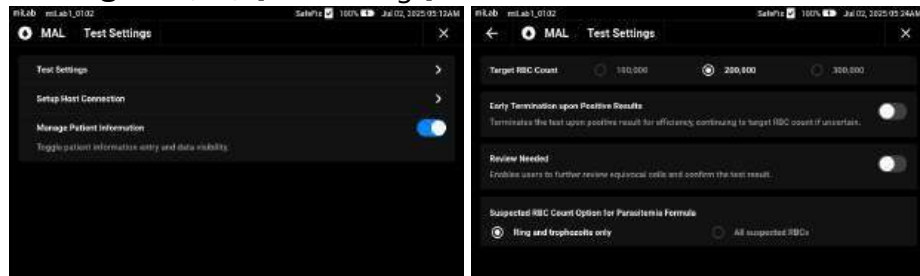 miLab miLab1_0102 SafeFix 100% Jul 02, 2025 05:12AM
MAL Test Settings
Test Settings
Setup Host Connection
Manage Patient Information
Toggle patient information entry and data visibility.
miLab miLab1_0102 SafeFix 100% Jul 02, 2025 05:24AM
MAL Test Settings
Target RBC Count 100,000 200,000 300,000
Early Termination upon Positive Results
Terminates the test upon positive result for efficiency, continuing to target RBC count if uncertain.
Review Needed
Enables users to further review equivocal cells and confirm the test result.
Suspected RBC Count Option for Parasitemia Formula
Ring and trophozoite only All suspected RBCs